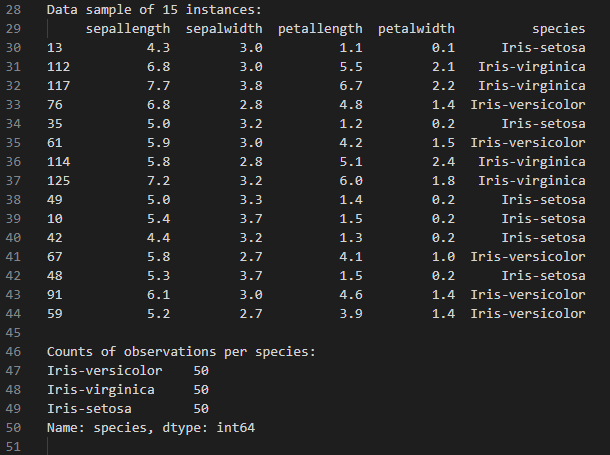 28 Data sample of 15 instances:
29      sepallength  sepalwidth  petallength  petalwidth          species
30 13           4.3         3.0          1.1         0.1      Iris-setosa
31 112          6.8         3.0          5.5         2.1   Iris-virginica
32 117          7.7         3.8          6.7         2.2   Iris-virginica
33 76           6.8         2.8          4.8         1.4  Iris-versicolor
34 35           5.0         3.2          1.2         0.2      Iris-setosa
35 61           5.9         3.0          4.2         1.5  Iris-versicolor
36 114          5.8         2.8          5.1         2.4   Iris-virginica
37 125          7.2         3.2          6.0         1.8   Iris-virginica
38 49           5.0         3.3          1.4         0.2      Iris-setosa
39 10           5.4         3.7          1.5         0.2      Iris-setosa
40 42           4.4         3.2          1.3         0.2      Iris-setosa
41 67           5.8         2.7          4.1         1.0  Iris-versicolor
42 48           5.3         3.7          1.5         0.2      Iris-setosa
43 91           6.1         3.0          4.6         1.4  Iris-versicolor
44 59           5.2         2.7          3.9         1.4  Iris-versicolor
45
46 Counts of observations per species:
47 Iris-versicolor    50
48 Iris-virginica     50
49 Iris-setosa        50
50 Name: species, dtype: int64
51